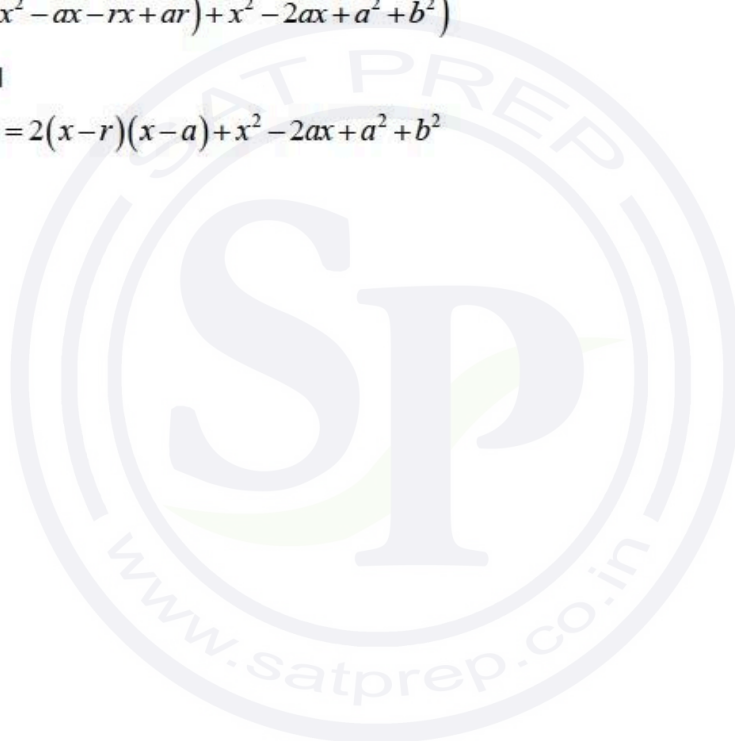 x² − ax − rx + ar) + x² − 2ax + a² + b²)
= 2(x − r)(x − a) + x² − 2ax + a² + b²
SAT PREP
SP
www.satprep.co.in